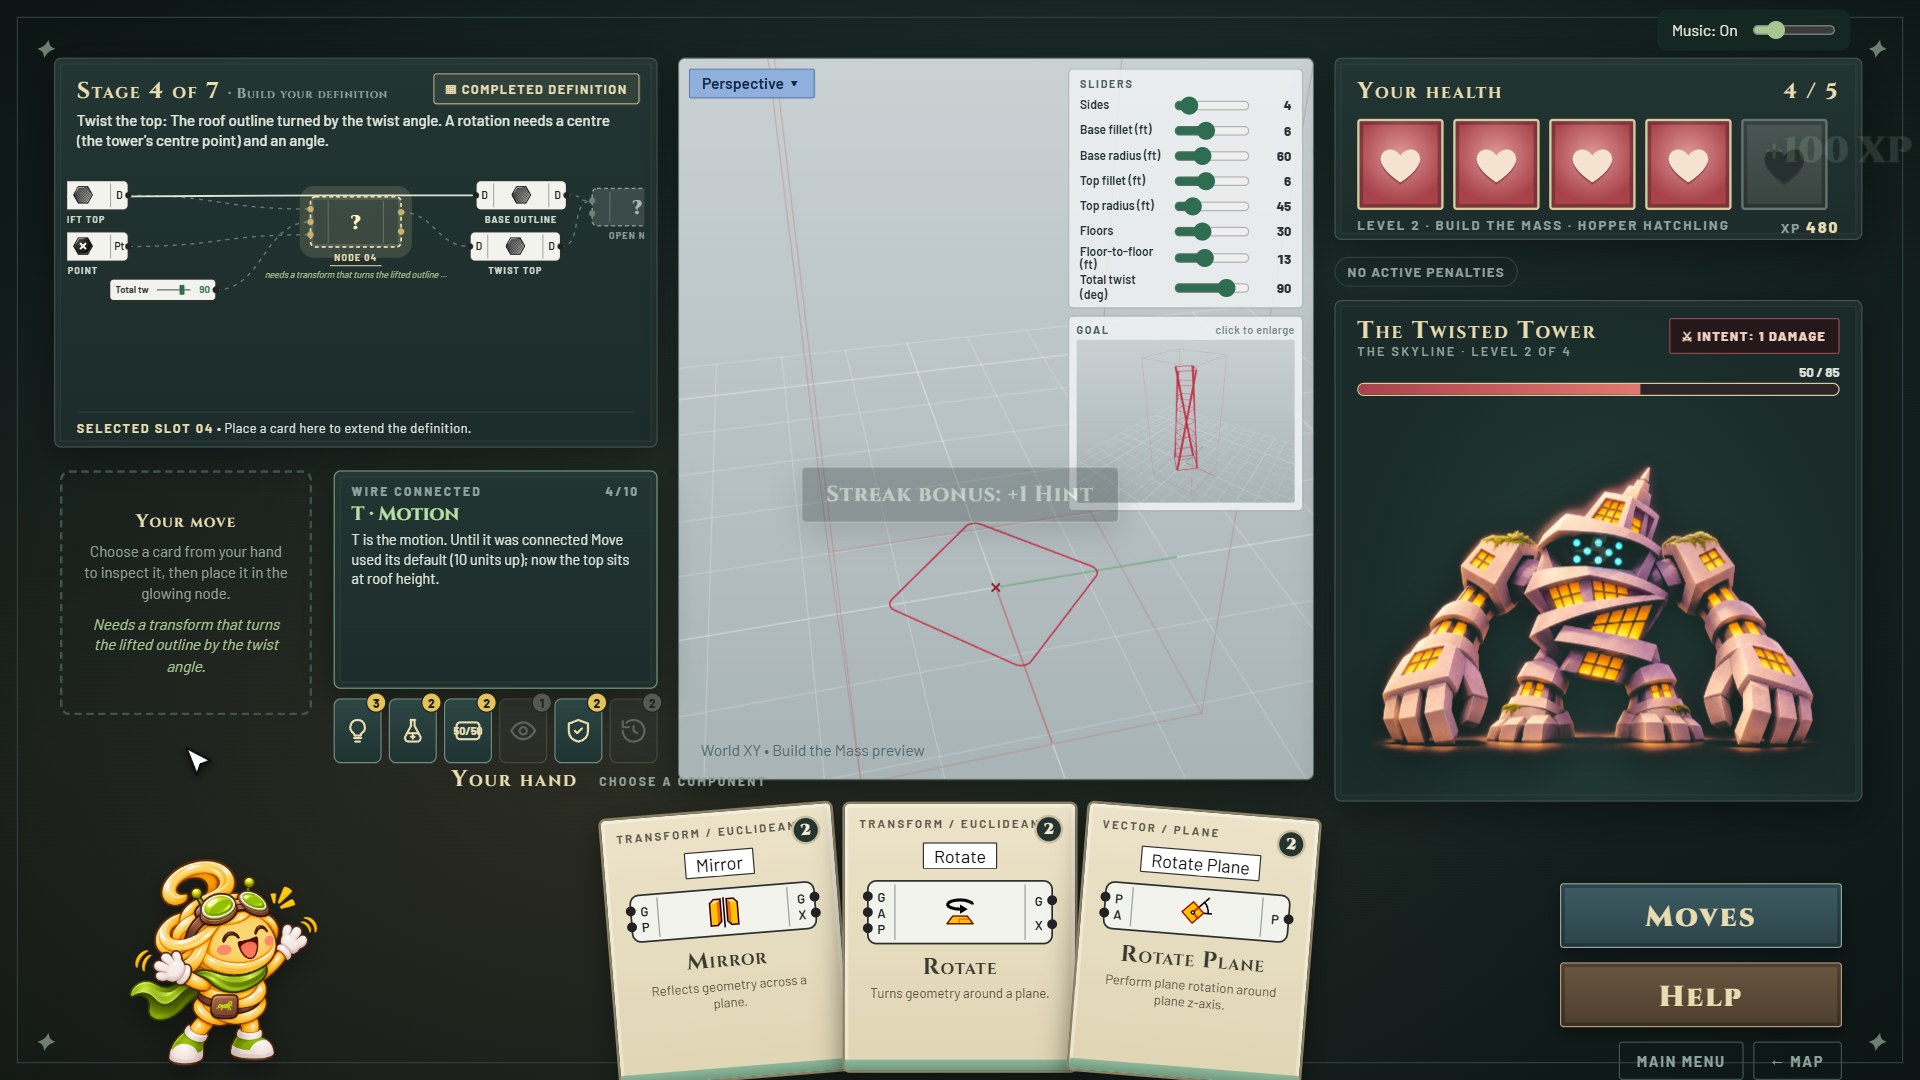 Music: On
Stage 4 of 7 · Build your definition
COMPLETED DEFINITION
Twist the top: The roof outline turned by the twist angle. A rotation needs a centre
(the tower's centre point) and an angle.
D
IFT TOP
Pt
POINT
Total tw 90
?
NODE 04
needs a transform that turns the lifted outline ...
D D
BASE OUTLINE
D D
TWIST TOP
?
OPEN N
SELECTED SLOT 04 • Place a card here to extend the definition.
Your move
Choose a card from your hand
to inspect it, then place it in the
glowing node.
Needs a transform that turns
the lifted outline by the twist
angle.
WIRE CONNECTED 4/10
T · Motion
T is the motion. Until it was connected Move
used its default (10 units up); now the top sits
at roof height.
3 2 2 1 2 2
50/50
Your hand CHOOSE A COMPONENT
Perspective ▾
SLIDERS
Sides 4
Base fillet (ft) 6
Base radius (ft) 60
Top fillet (ft) 6
Top radius (ft) 45
Floors 30
Floor-to-floor
(ft) 13
Total twist
(deg) 90
GOAL click to enlarge
Streak bonus: +1 Hint
World XY • Build the Mass preview
Your health 4 / 5
+100 XP
LEVEL 2 · BUILD THE MASS · HOPPER HATCHLING XP 480
NO ACTIVE PENALTIES
The Twisted Tower
THE SKYLINE · LEVEL 2 OF 4
INTENT: 1 DAMAGE
50 / 85
TRANSFORM / EUCLIDEAN 2
Mirror
G P G X
Mirror
Reflects geometry across a
plane.
TRANSFORM / EUCLIDEAN 2
Rotate
G A P G X
Rotate
Turns geometry around a plane.
VECTOR / PLANE 2
Rotate Plane
P A P
Rotate Plane
Perform plane rotation around
plane z-axis.
Moves
Help
MAIN MENU
← MAP